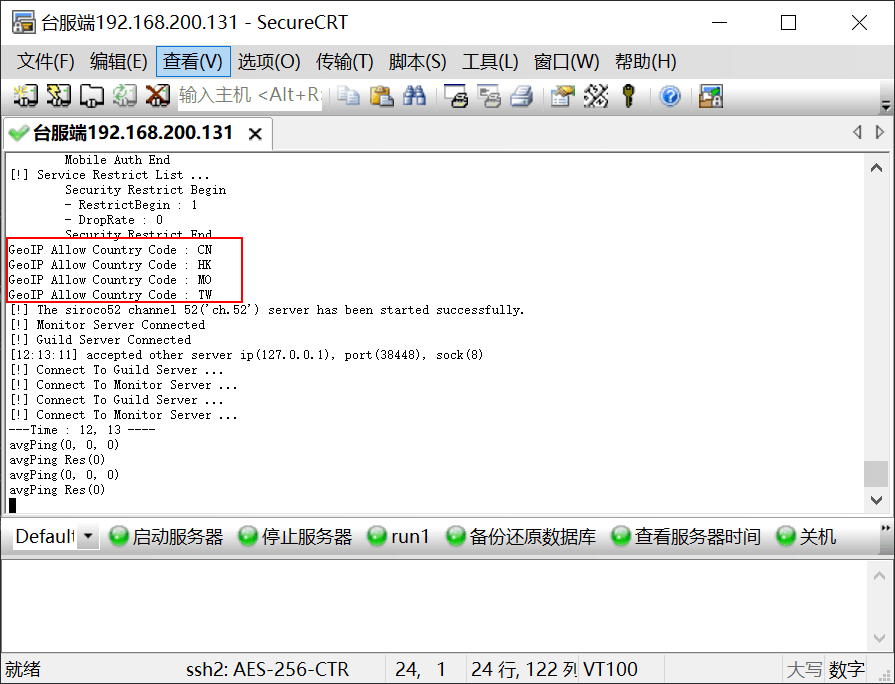 台服端192.168.200.131 - SecureCRT
文件(F) 编辑(E) 查看(V) 选项(O) 传输(T) 脚本(S) 工具(L) 窗口(W) 帮助(H)
输入主机 <Alt+R>
台服端192.168.200.131
Mobile Auth End
[!] Service Restrict List ...
Security Restrict Begin
- RestrictBegin : 1
- DropRate : 0
Security Restrict End
GeoIP Allow Country Code : CN
GeoIP Allow Country Code : HK
GeoIP Allow Country Code : MO
GeoIP Allow Country Code : TW
[!] The siroco52 channel 52('ch.52') server has been started successfully.
[!] Monitor Server Connected
[!] Guild Server Connected
[12:13:11] accepted other server ip(127.0.0.1), port(38448), sock(8)
[!] Connect To Guild Server ...
[!] Connect To Monitor Server ...
[!] Connect To Guild Server ...
[!] Connect To Monitor Server ...
---Time : 12, 13 ----
avgPing(0, 0, 0)
avgPing Res(0)
avgPing(0, 0, 0)
avgPing Res(0)
Default 启动服务器 停止服务器 run1 备份还原数据库 查看服务器时间 关机
就绪 ssh2: AES-256-CTR 24, 1 24 行, 122 列 VT100 大写 数字